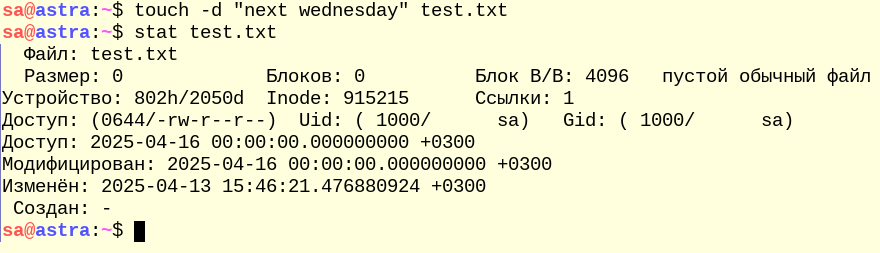 sa@astra:~$ touch -d "next wednesday" test.txt
sa@astra:~$ stat test.txt
  Файл: test.txt
  Размер: 0             Блоков: 0          Блок В/В: 4096   пустой обычный файл
Устройство: 802h/2050d  Inode: 915215      Ссылки: 1
Доступ: (0644/-rw-r--r--)  Uid: ( 1000/      sa)   Gid: ( 1000/      sa)
Доступ: 2025-04-16 00:00:00.000000000 +0300
Модифицирован: 2025-04-16 00:00:00.000000000 +0300
Изменён: 2025-04-13 15:46:21.476880924 +0300
 Создан: -
sa@astra:~$